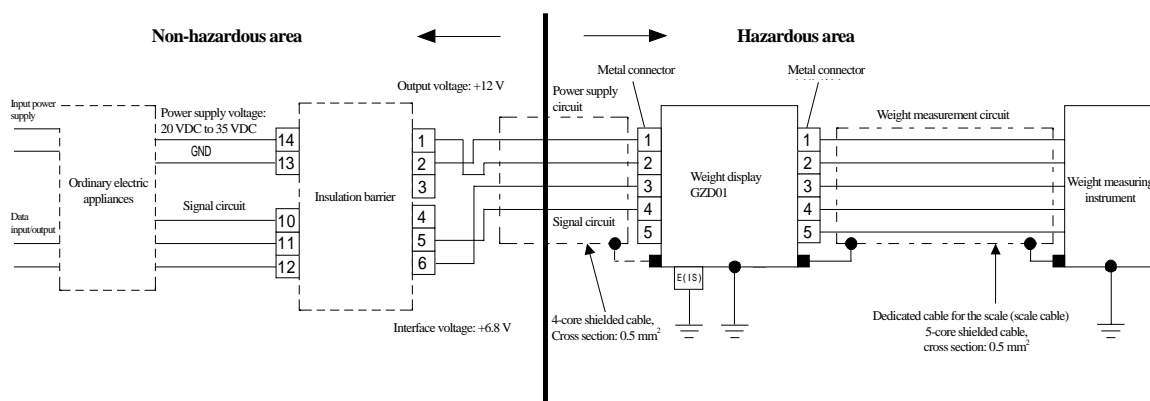 Non-hazardous area
Hazardous area
Input power
supply
Power supply voltage:
20 VDC to 35 VDC
GND
Ordinary electric
appliances
Data
input/output
Signal circuit
14
13
10
11
12
Insulation barrier
Output voltage: +12 V
1
2
3
4
5
6
Interface voltage: +6.8 V
Power supply
circuit
Signal circuit
4-core shielded cable,
Cross section: 0.5 mm²
Metal connector
1
2
3
4
5
Weight display
GZD01
E(IS)
Metal connector
1
2
3
4
5
Weight measurement circuit
Dedicated cable for the scale (scale cable)
5-core shielded cable,
cross section: 0.5 mm²
Weight measuring
instrument